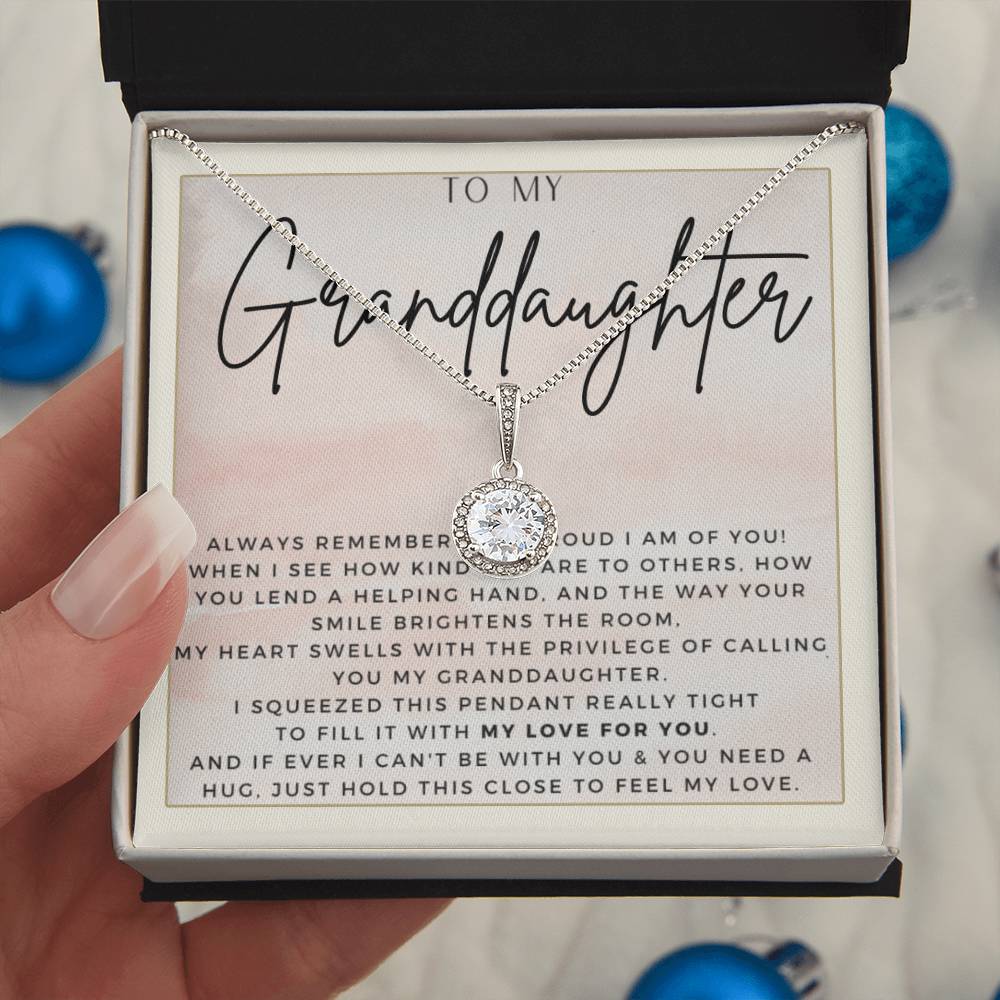 TO MY
Granddaughter
ALWAYS REMEMBER OUD I AM OF YOU!
WHEN I SEE HOW KIND ARE TO OTHERS, HOW
YOU LEND A HELPING HAND, AND THE WAY YOUR
SMILE BRIGHTENS THE ROOM,
MY HEART SWELLS WITH THE PRIVILEGE OF CALLING
YOU MY GRANDDAUGHTER.
I SQUEEZED THIS PENDANT REALLY TIGHT
TO FILL IT WITH MY LOVE FOR YOU.
AND IF EVER I CAN'T BE WITH YOU & YOU NEED A
HUG, JUST HOLD THIS CLOSE TO FEEL MY LOVE.